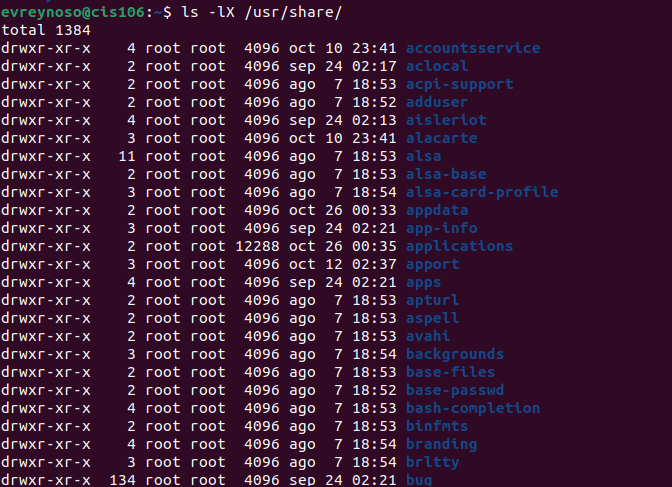 evreynoso@cis106:~$ ls -lX /usr/share/
total 1384
drwxr-xr-x   4 root root  4096 oct 10 23:41 accountsservice
drwxr-xr-x   2 root root  4096 sep 24 02:17 aclocal
drwxr-xr-x   2 root root  4096 ago  7 18:53 acpi-support
drwxr-xr-x   2 root root  4096 ago  7 18:52 adduser
drwxr-xr-x   4 root root  4096 sep 24 02:13 aisleriot
drwxr-xr-x   3 root root  4096 oct 10 23:41 alacarte
drwxr-xr-x  11 root root  4096 ago  7 18:53 alsa
drwxr-xr-x   2 root root  4096 ago  7 18:53 alsa-base
drwxr-xr-x   3 root root  4096 ago  7 18:54 alsa-card-profile
drwxr-xr-x   2 root root  4096 oct 26 00:33 appdata
drwxr-xr-x   3 root root  4096 sep 24 02:21 app-info
drwxr-xr-x   2 root root 12288 oct 26 00:35 applications
drwxr-xr-x   3 root root  4096 oct 12 02:37 apport
drwxr-xr-x   4 root root  4096 sep 24 02:21 apps
drwxr-xr-x   2 root root  4096 ago  7 18:53 apturl
drwxr-xr-x   2 root root  4096 ago  7 18:53 aspell
drwxr-xr-x   2 root root  4096 ago  7 18:53 avahi
drwxr-xr-x   3 root root  4096 ago  7 18:54 backgrounds
drwxr-xr-x   2 root root  4096 ago  7 18:53 base-files
drwxr-xr-x   2 root root  4096 ago  7 18:52 base-passwd
drwxr-xr-x   4 root root  4096 ago  7 18:53 bash-completion
drwxr-xr-x   2 root root  4096 ago  7 18:53 binfmts
drwxr-xr-x   4 root root  4096 ago  7 18:54 branding
drwxr-xr-x   3 root root  4096 ago  7 18:54 brltty
drwxr-xr-x 134 root root  4096 sep 24 02:21 bug